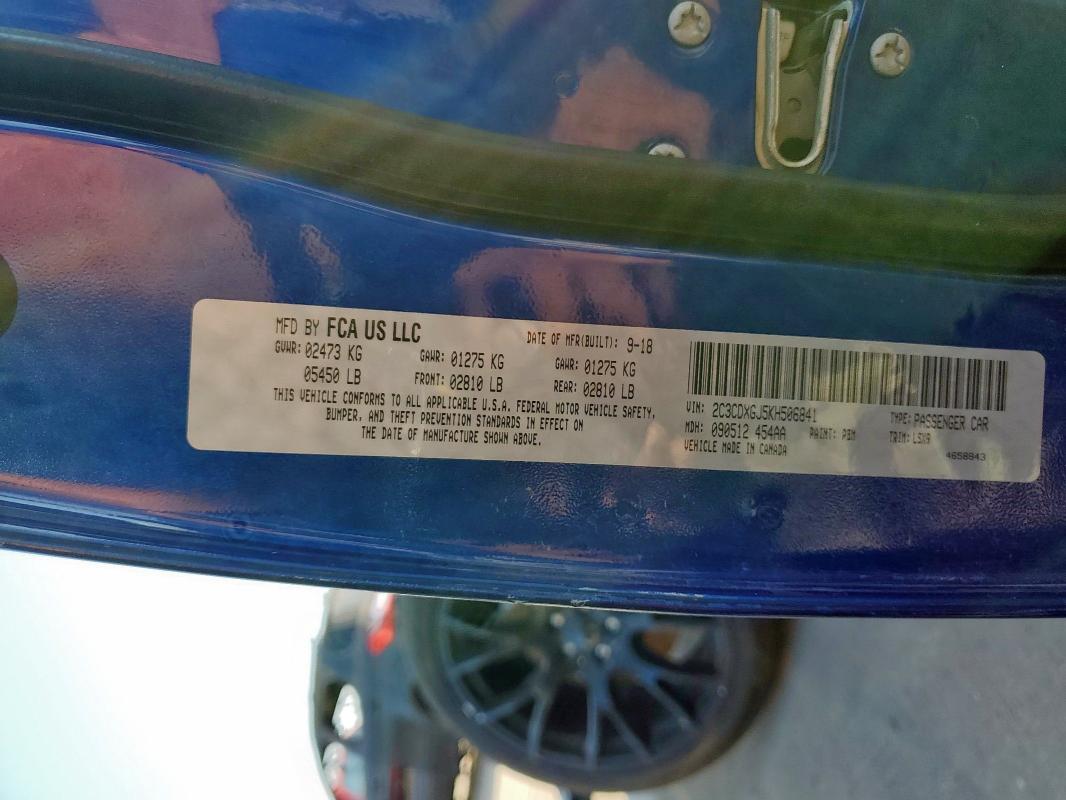 MFD BY FCA US LLC
DATE OF MFR(BUILT): 9-18
GVWR: 02473 KG
GAWR: 01275 KG
GAWR: 01275 KG
05450 LB
FRONT: 02810 LB
REAR: 02810 LB
THIS VEHICLE CONFORMS TO ALL APPLICABLE U.S.A. FEDERAL MOTOR VEHICLE SAFETY,
BUMPER, AND THEFT PREVENTION STANDARDS IN EFFECT ON
THE DATE OF MANUFACTURE SHOWN ABOVE.
VIN: 2C3CDXGJ5KH506841
TYPE: PASSENGER CAR
MDH: 090512 454AA
PAINT: PBM
TRIM: LSX9
VEHICLE MADE IN CANADA
4658843